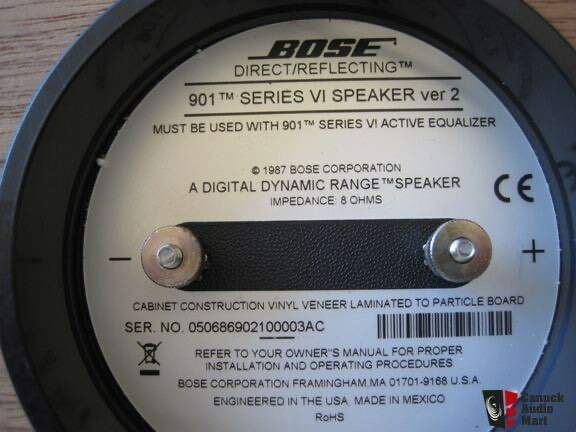 BOSE
DIRECT/REFLECTING™
901™ SERIES VI SPEAKER ver 2
MUST BE USED WITH 901™ SERIES VI ACTIVE EQUALIZER
© 1987 BOSE CORPORATION
A DIGITAL DYNAMIC RANGE™ SPEAKER
IMPEDANCE: 8 OHMS
CE
− +
CABINET CONSTRUCTION VINYL VENEER LAMINATED TO PARTICLE BOARD
SER. NO. 050686902100003AC
REFER TO YOUR OWNER'S MANUAL FOR PROPER
INSTALLATION AND OPERATING PROCEDURES
BOSE CORPORATION FRAMINGHAM, MA 01701-9168 U.S.A.
ENGINEERED IN THE USA. MADE IN MEXICO
RoHS
Canuck
Audio
Mart